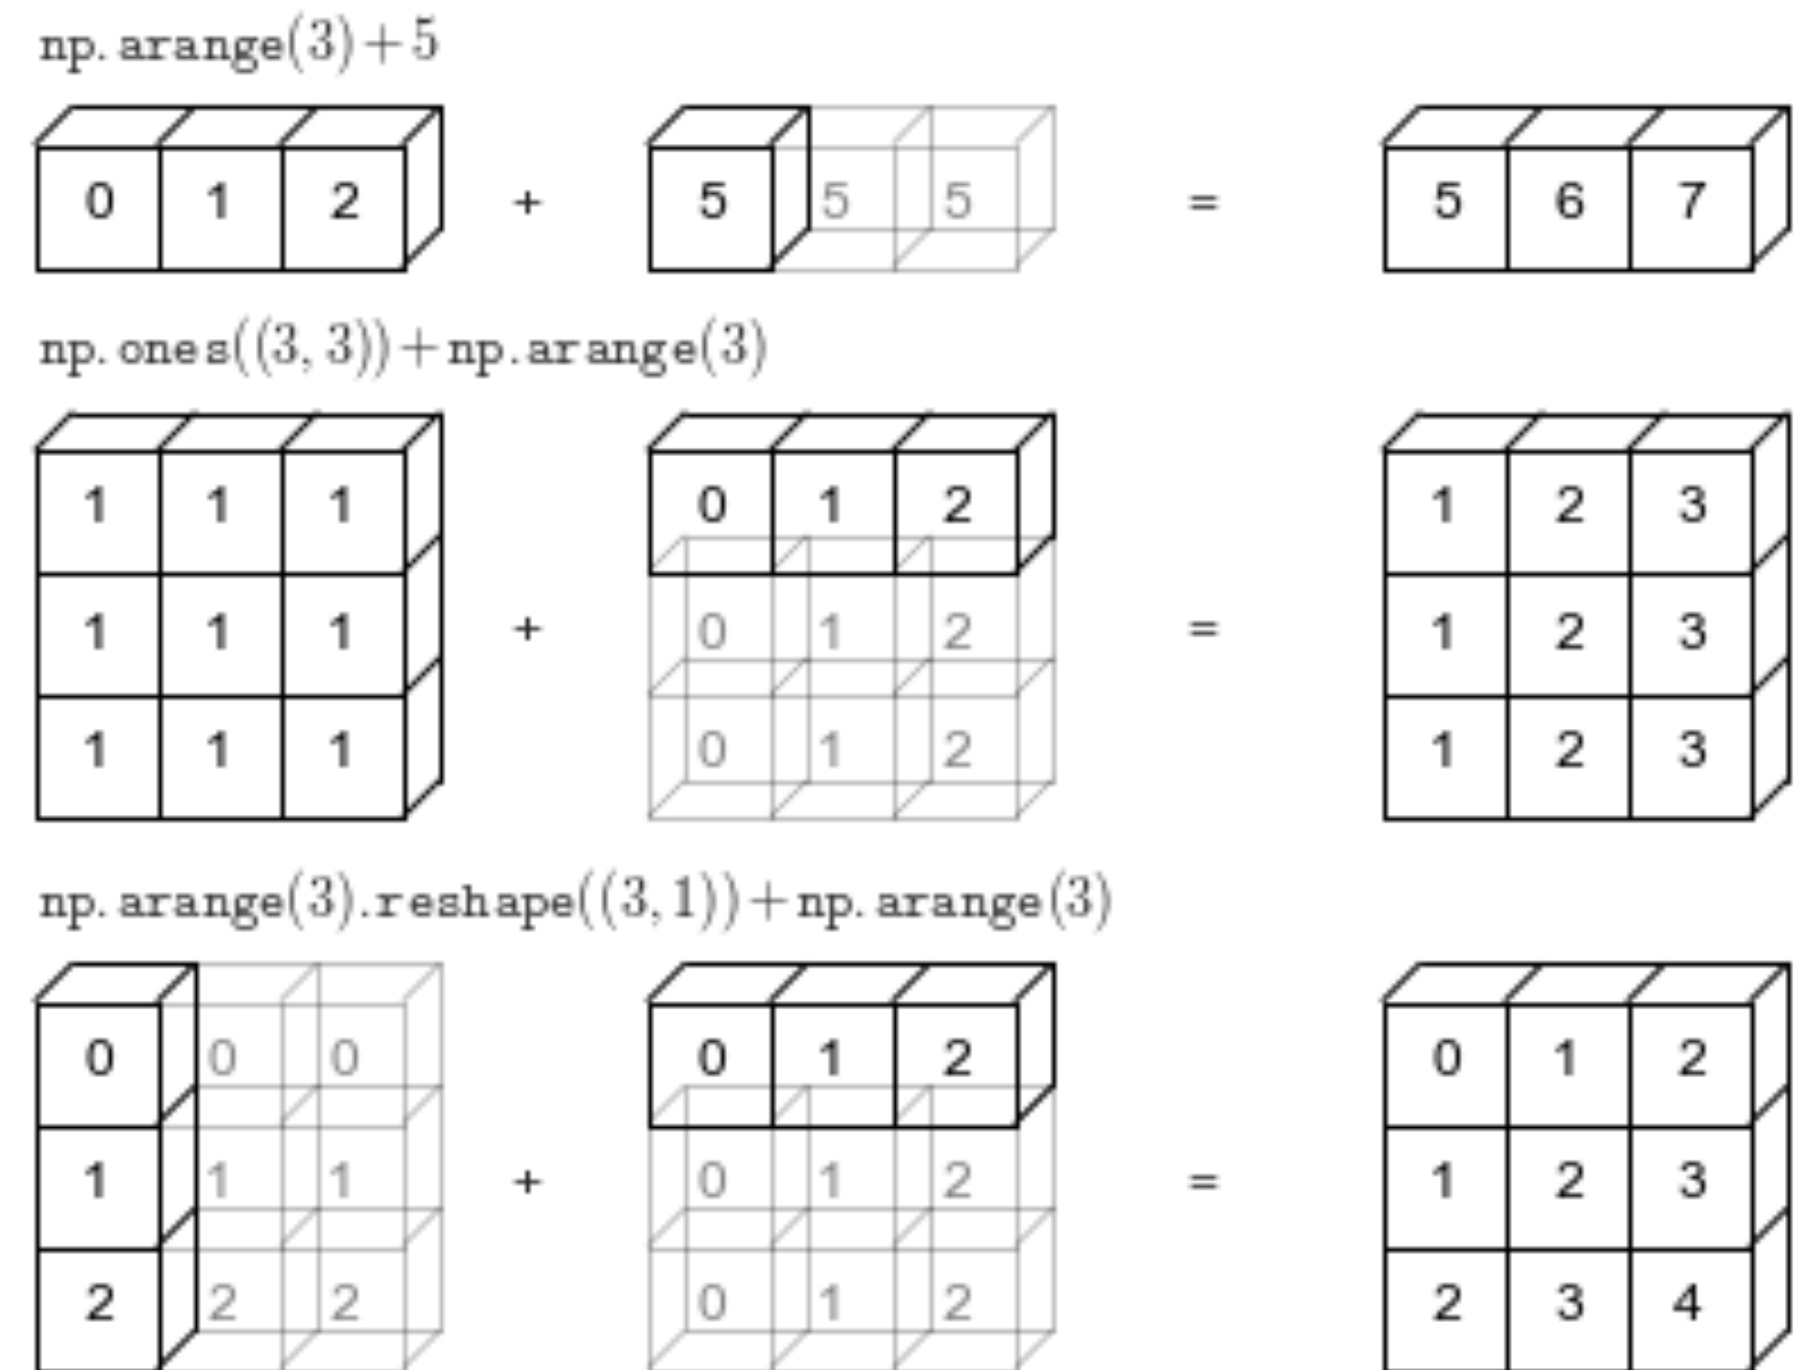 np.arange(3)+5
0 1 2 + 5 5 5 = 5 6 7
np.ones((3, 3))+np.arange(3)
1 1 1 0 1 2 1 2 3
1 1 1 + 0 1 2 = 1 2 3
1 1 1 0 1 2 1 2 3
np.arange(3).reshape((3,1))+np.arange(3)
0 0 0 0 1 2 0 1 2
1 1 1 + 0 1 2 = 1 2 3
2 2 2 0 1 2 2 3 4